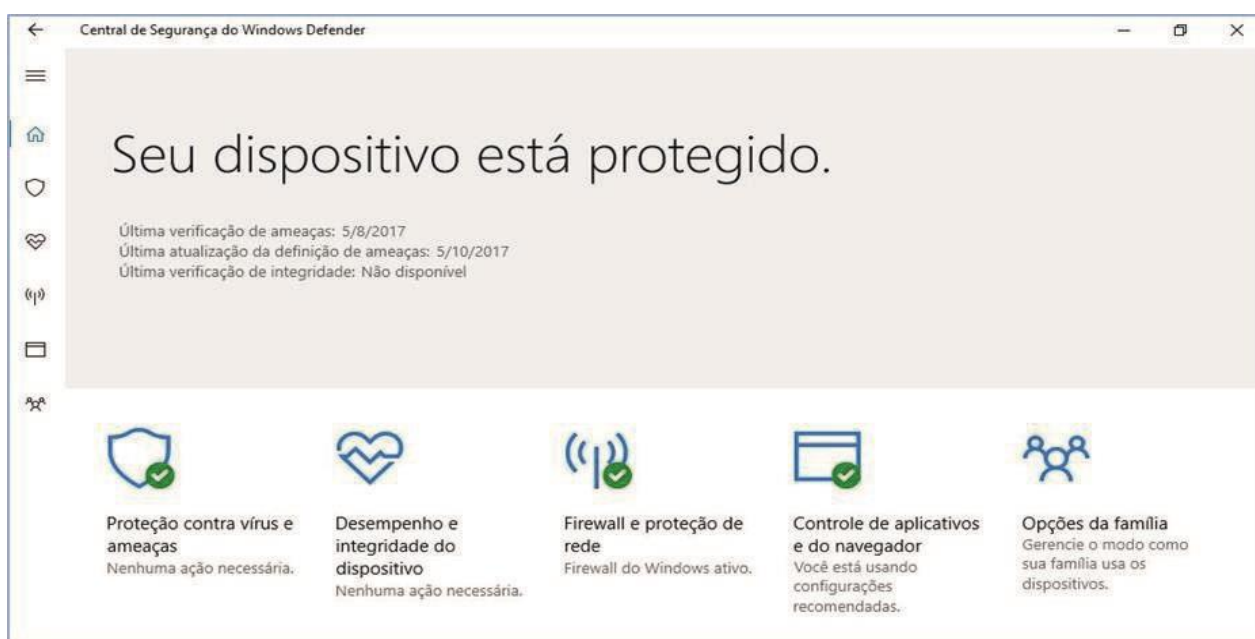 Central de Segurança do Windows Defender
Seu dispositivo está protegido.
Última verificação de ameaças: 5/8/2017
Última atualização da definição de ameaças: 5/10/2017
Última verificação de integridade: Não disponível
Proteção contra vírus e
ameaças
Nenhuma ação necessária.
Desempenho e
integridade do
dispositivo
Nenhuma ação necessária.
Firewall e proteção de
rede
Firewall do Windows ativo.
Controle de aplicativos
e do navegador
Você está usando
configurações
recomendadas.
Opções da família
Gerencie o modo como
sua família usa os
dispositivos.